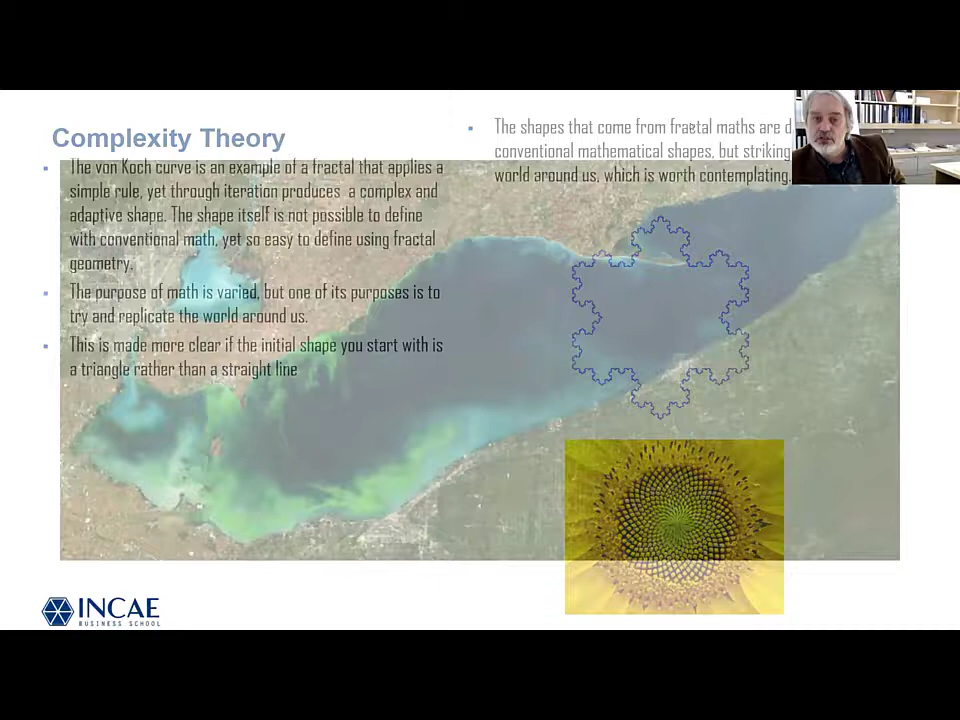 Complexity Theory
The von Koch curve is an example of a fractal that applies a
simple rule, yet through iteration produces a complex and
adaptive shape. The shape itself is not possible to define
with conventional math, yet so easy to define using fractal
geometry.
The purpose of math is varied, but one of its purposes is to
try and replicate the world around us.
This is made more clear if the initial shape you start with is
a triangle rather than a straight line
The shapes that come from fractal maths are d
conventional mathematical shapes, but striking
world around us, which is worth contemplating.
INCAE
BUSINESS SCHOOL